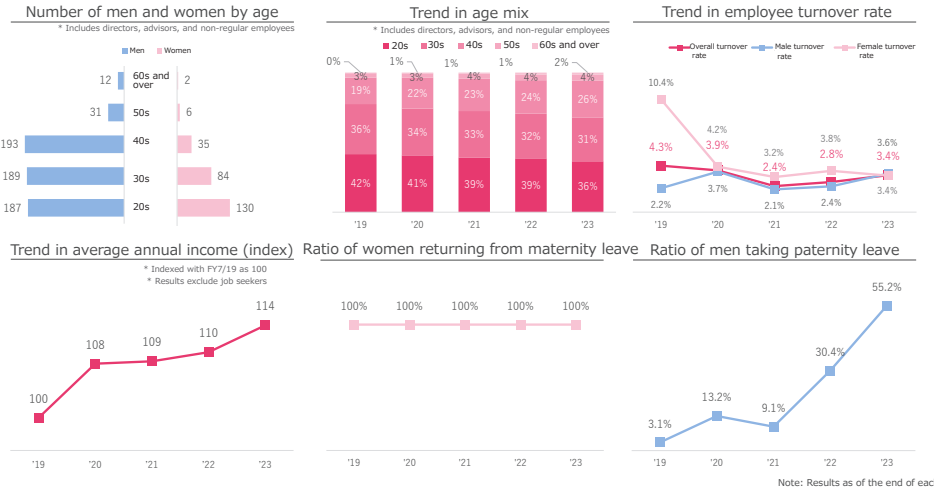 Number of men and women by age
* Includes directors, advisors, and non-regular employees
Men Women
12 60s and over 2
31 50s 6
193 40s 35
189 30s 84
187 20s 130
Trend in age mix
* Includes directors, advisors, and non-regular employees
20s 30s 40s 50s 60s and over
0% 1% 1% 1% 2%
3% 3% 4% 4% 4%
19% 22% 23% 24% 26%
36% 34% 33% 32% 31%
42% 41% 39% 39% 36%
'19 '20 '21 '22 '23
Trend in employee turnover rate
Overall turnover rate Male turnover rate Female turnover rate
10.4% 4.2% 3.2% 3.8% 3.6%
4.3% 3.9% 2.4% 2.8% 3.4%
2.2% 3.7% 2.1% 2.4% 3.4%
'19 '20 '21 '22 '23
Trend in average annual income (index)
* Indexed with FY7/19 as 100
* Results exclude job seekers
100 108 109 110 114
'19 '20 '21 '22 '23
Ratio of women returning from maternity leave
100% 100% 100% 100% 100%
'19 '20 '21 '22 '23
Ratio of men taking paternity leave
3.1% 13.2% 9.1% 30.4% 55.2%
'19 '20 '21 '22 '23
Note: Results as of the end of eac